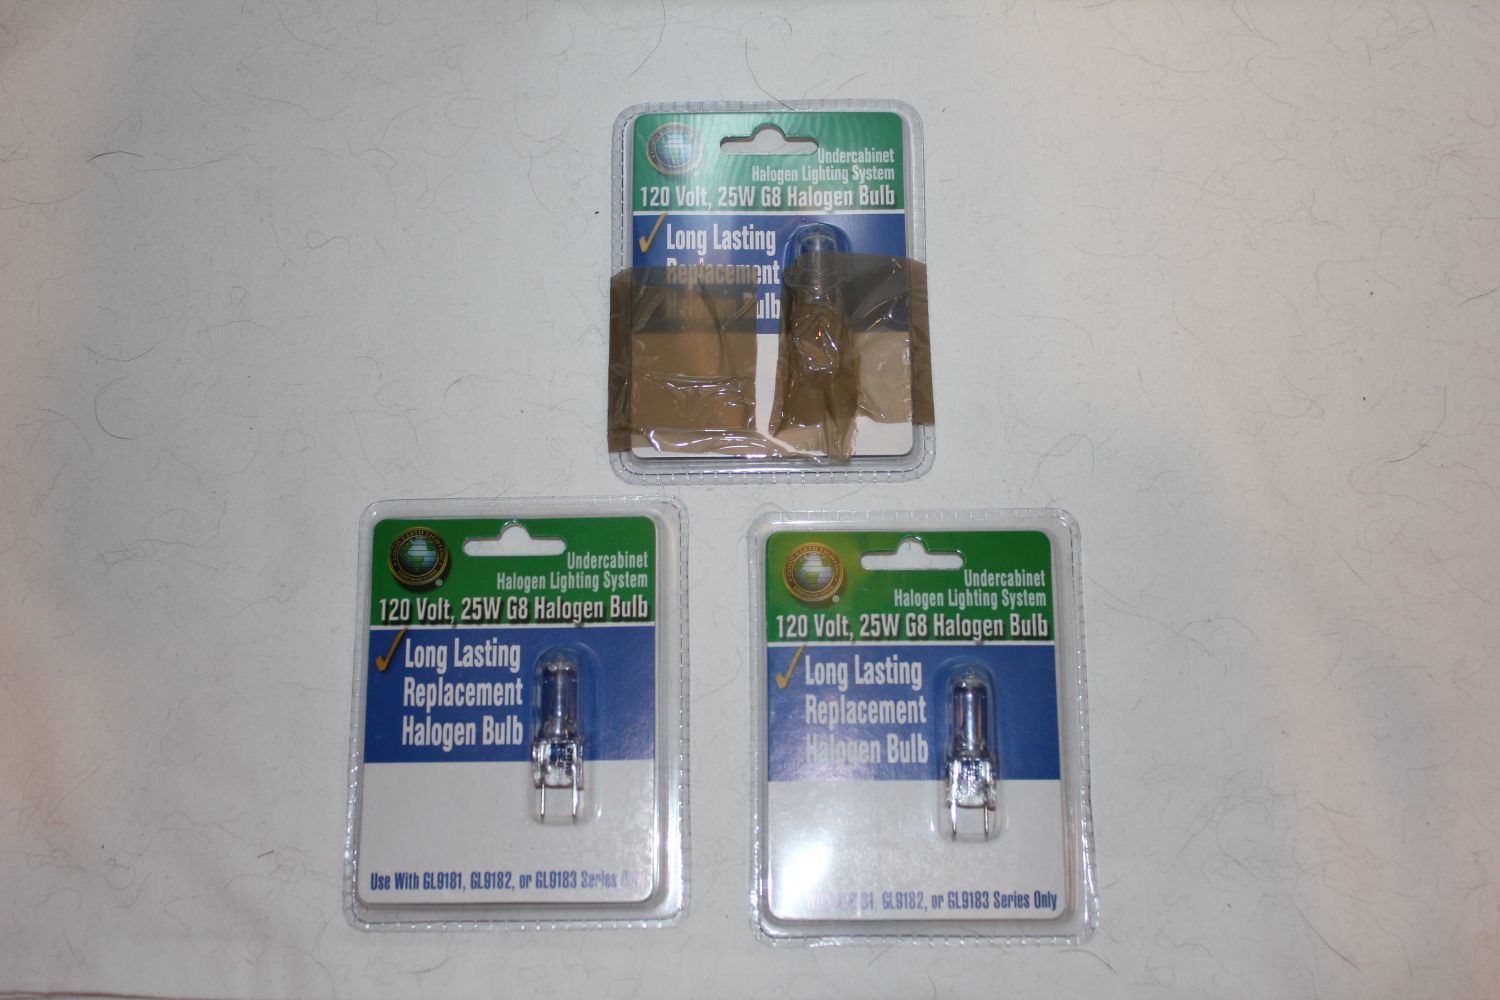 Undercabinet
Halogen Lighting System
120 Volt, 25W G8 Halogen Bulb
Long Lasting
Replacement
Bulb
Undercabinet
Halogen Lighting System
120 Volt, 25W G8 Halogen Bulb
Long Lasting
Replacement
Halogen Bulb
Use With GL9181, GL9182, or GL9183 Series Only
Undercabinet
Halogen Lighting System
120 Volt, 25W G8 Halogen Bulb
Long Lasting
Replacement
Halogen Bulb
GL9182, or GL9183 Series Only